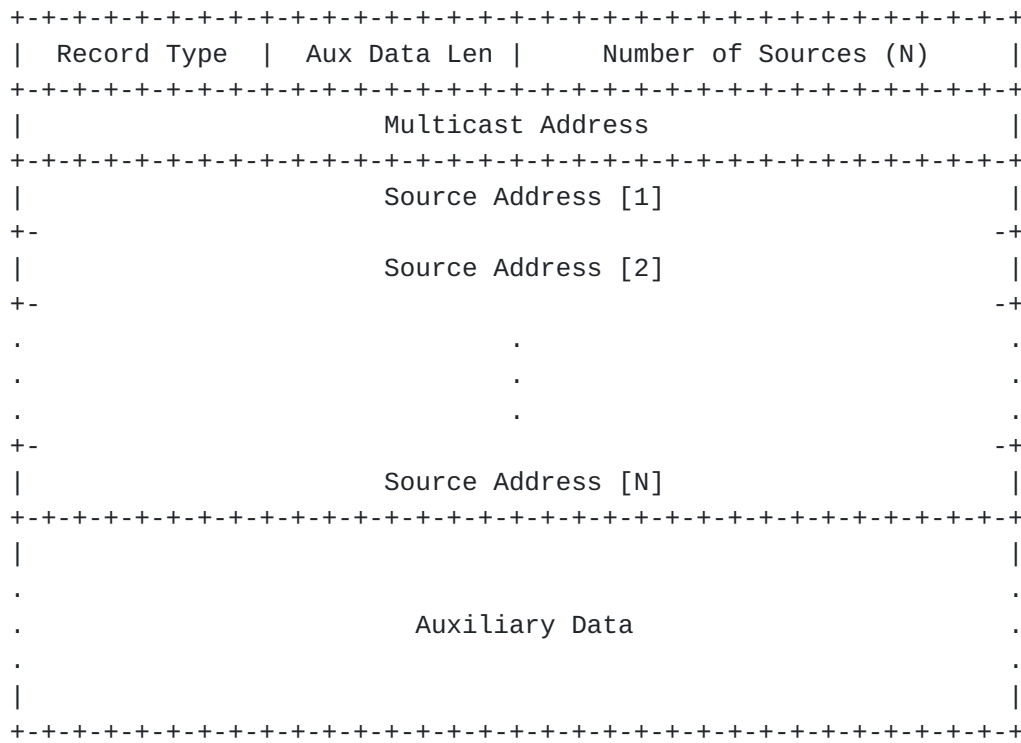 +-+-+-+-+-+-+-+-+-+-+-+-+-+-+-+-+-+-+-+-+-+-+-+-+-+-+-+-+-+-+-+-+
|  Record Type  |  Aux Data Len |     Number of Sources (N)     |
+-+-+-+-+-+-+-+-+-+-+-+-+-+-+-+-+-+-+-+-+-+-+-+-+-+-+-+-+-+-+-+-+
|                       Multicast Address                       |
+-+-+-+-+-+-+-+-+-+-+-+-+-+-+-+-+-+-+-+-+-+-+-+-+-+-+-+-+-+-+-+-+
|                       Source Address [1]                      |
+-                                                             -+
|                       Source Address [2]                      |
+-                                                             -+
.                               .                               .
.                               .                               .
.                               .                               .
+-                                                             -+
|                       Source Address [N]                      |
+-+-+-+-+-+-+-+-+-+-+-+-+-+-+-+-+-+-+-+-+-+-+-+-+-+-+-+-+-+-+-+-+
|                                                               |
.                                                               .
.                         Auxiliary Data                        .
.                                                               .
|                                                               |
+-+-+-+-+-+-+-+-+-+-+-+-+-+-+-+-+-+-+-+-+-+-+-+-+-+-+-+-+-+-+-+-+